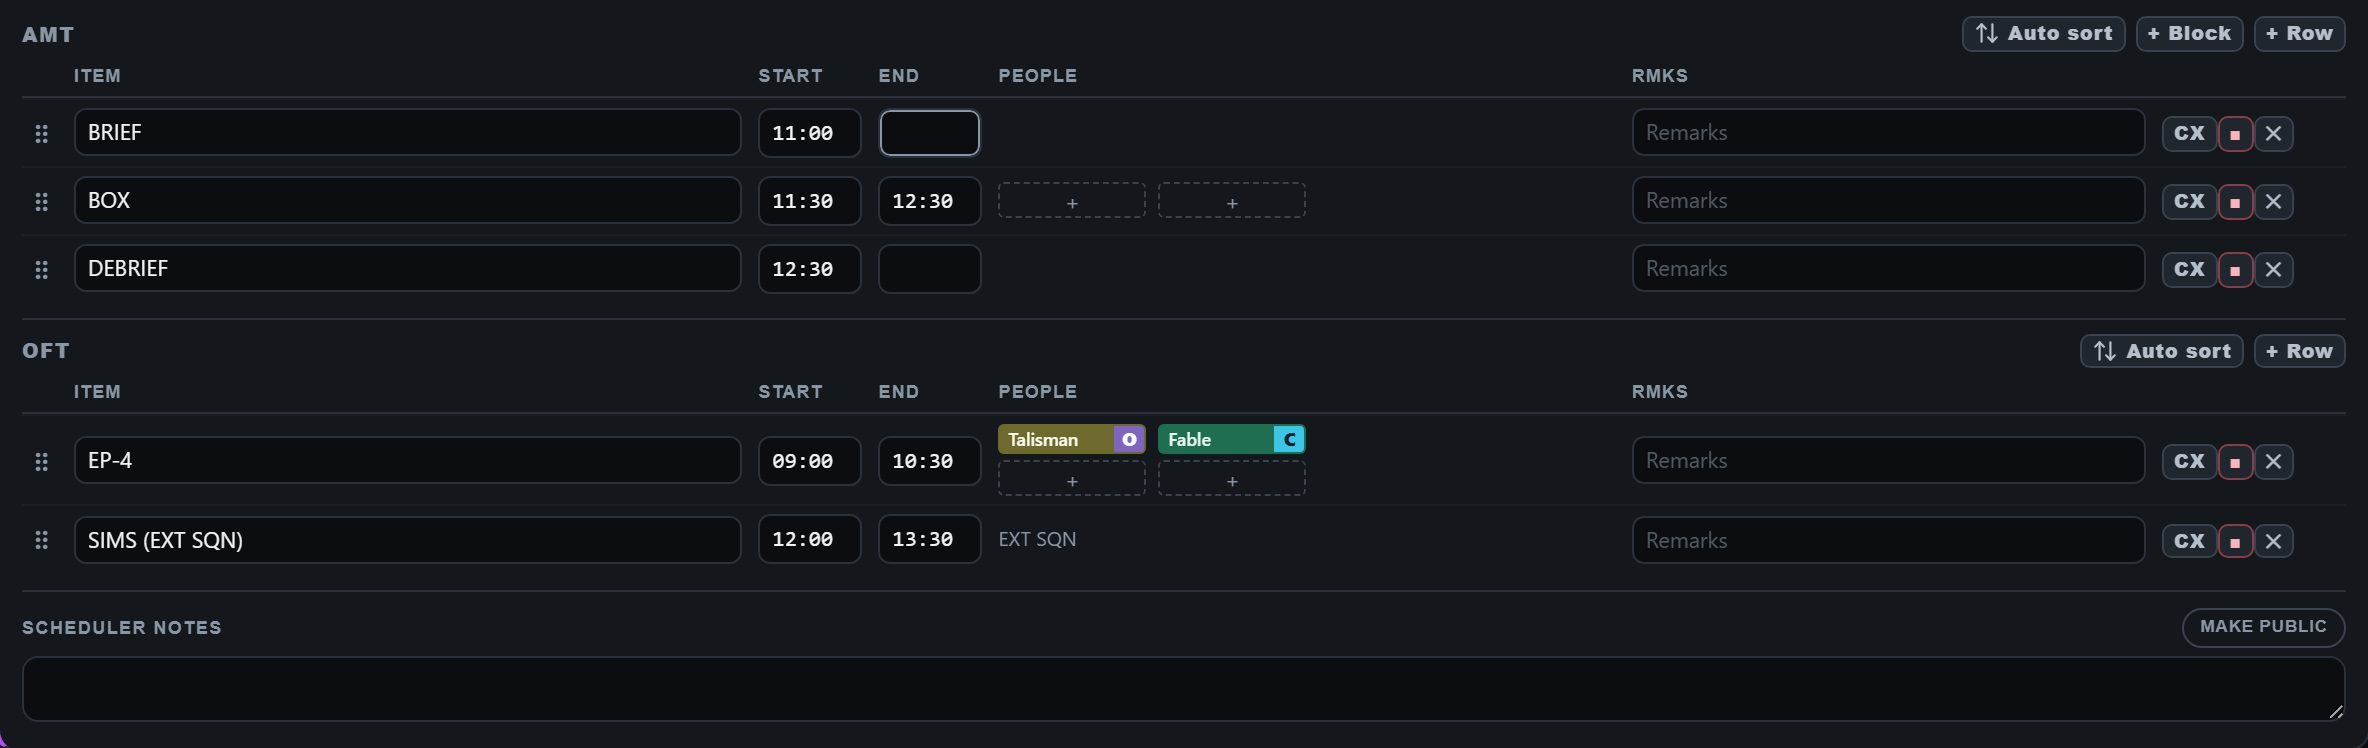 AMT Auto sort + Block + Row
ITEM START END PEOPLE RMKS
BRIEF 11:00 Remarks CX
BOX 11:30 12:30 + + Remarks CX
DEBRIEF 12:30 Remarks CX
OFT Auto sort + Row
ITEM START END PEOPLE RMKS
Talisman O Fable C
EP-4 09:00 10:30 Remarks CX
+ +
SIMS (EXT SQN) 12:00 13:30 EXT SQN Remarks CX
SCHEDULER NOTES MAKE PUBLIC